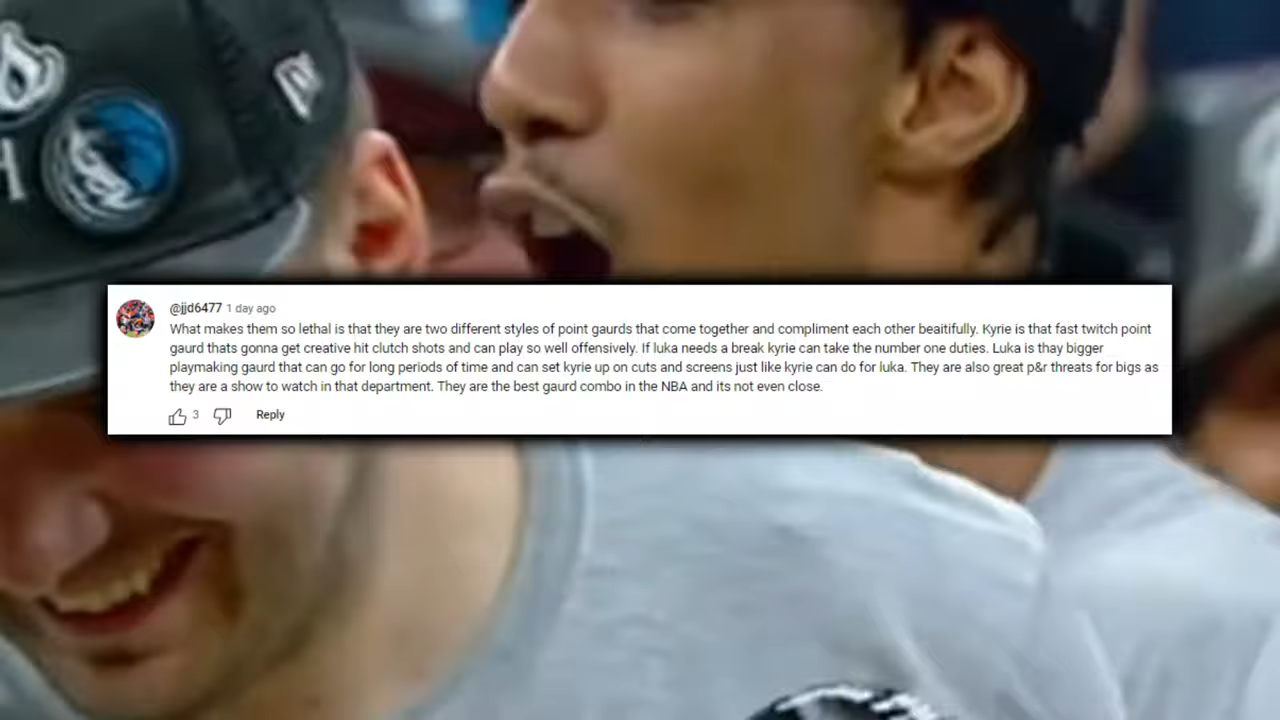 @jjd6477 1 day ago
What makes them so lethal is that they are two different styles of point gaurds that come together and compliment each other beaitifully. Kyrie is that fast twitch point
gaurd thats gonna get creative hit clutch shots and can play so well offensively. If luka needs a break kyrie can take the number one duties. Luka is thay bigger
playmaking gaurd that can go for long periods of time and can set kyrie up on cuts and screens just like kyrie can do for luka. They are also great p&r threats for bigs as
they are a show to watch in that department. They are the best gaurd combo in the NBA and its not even close.
3 Reply